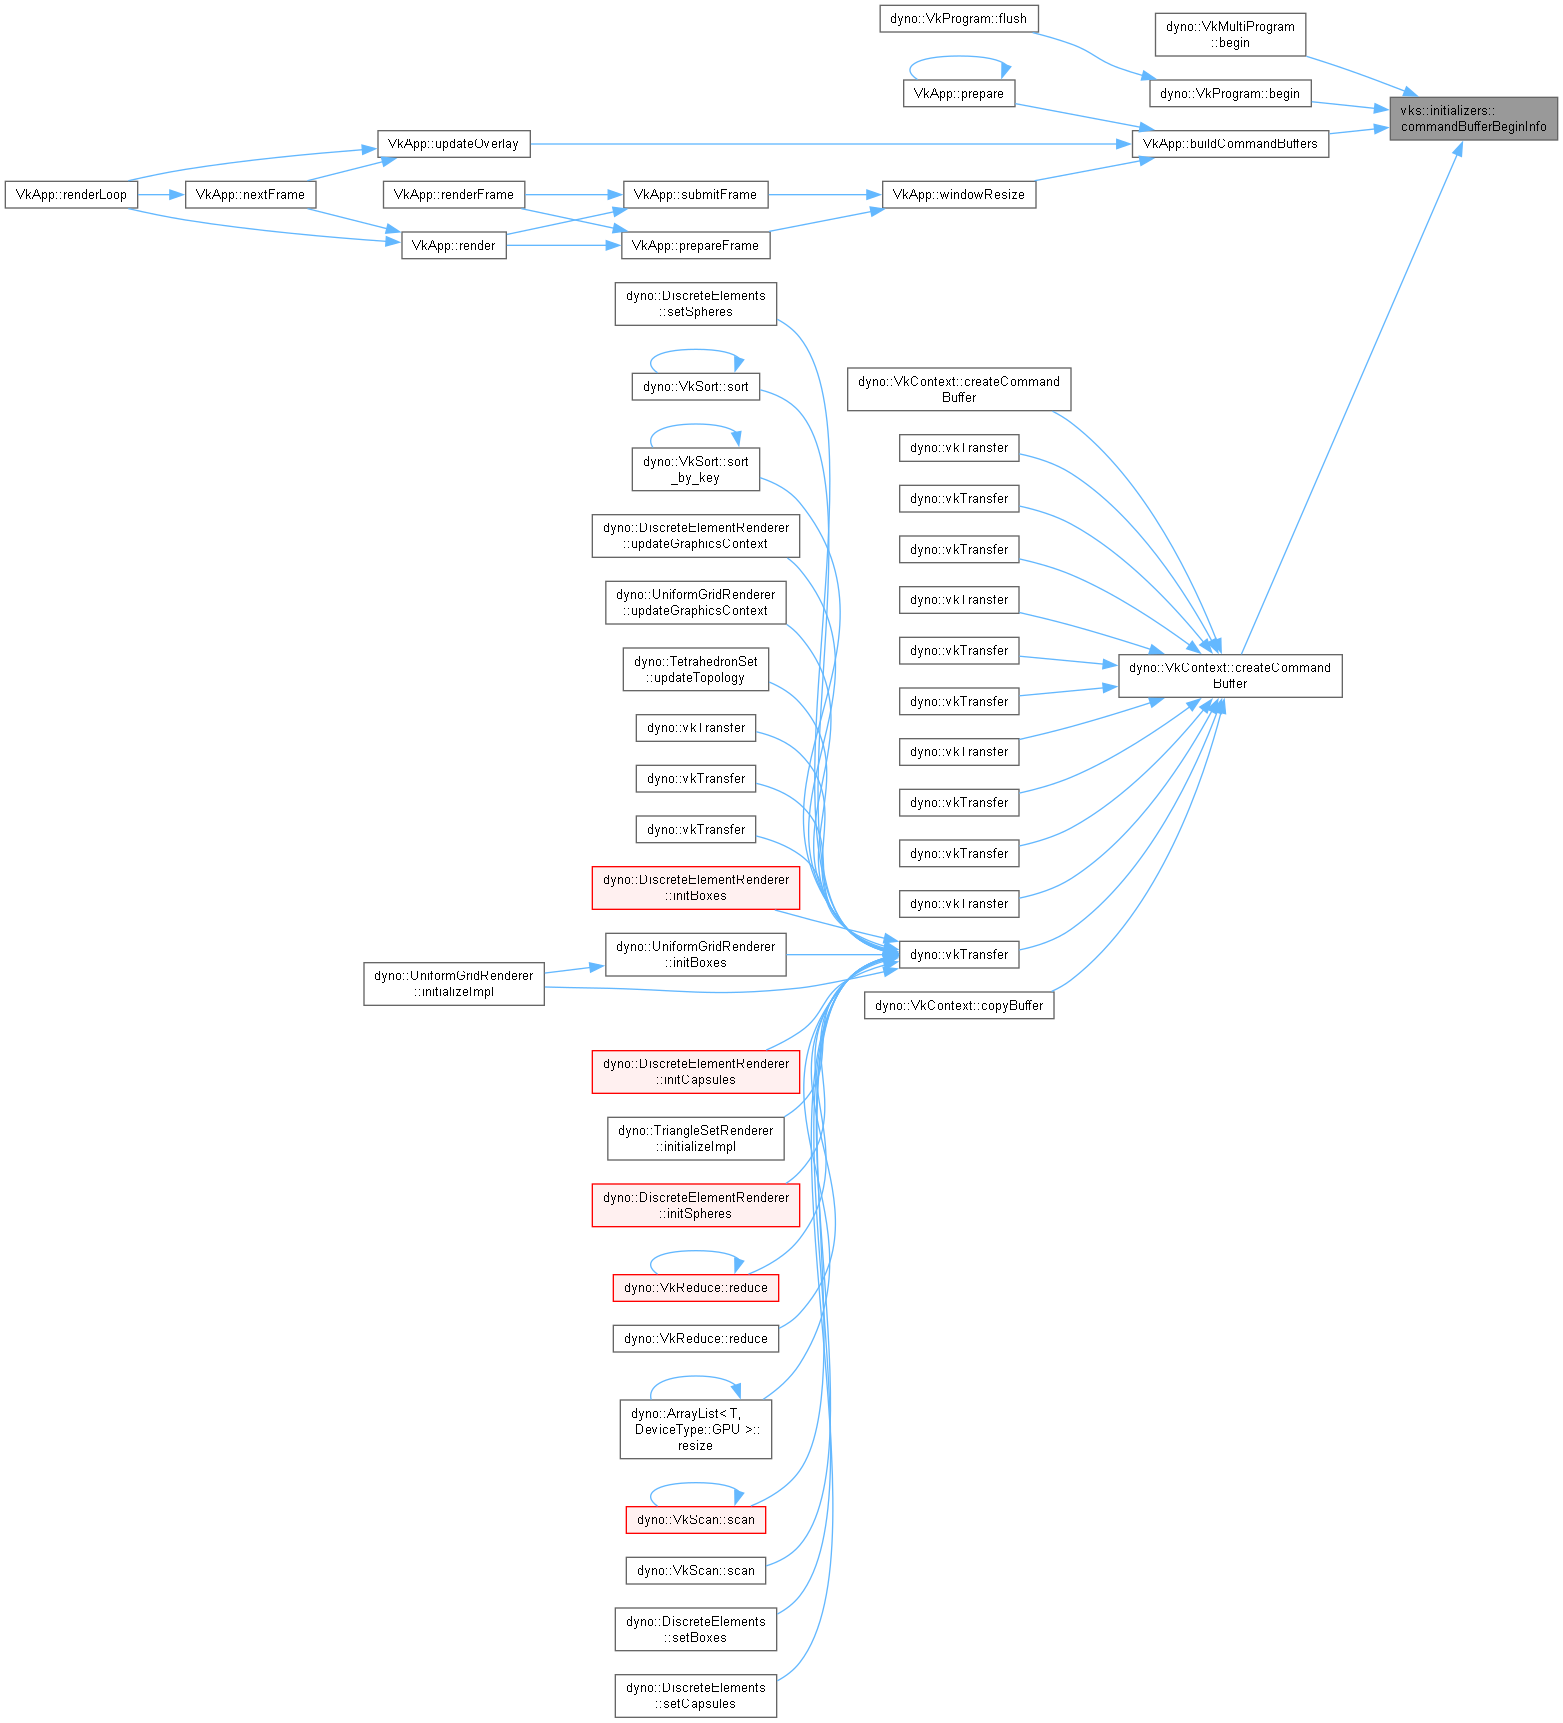 dyno::VkProgram::flush
dyno::VkMultiProgram
::begin
VkApp::prepare
dyno::VkProgram::begin
vks::initializers::
commandBufferBeginInfo
VkApp::updateOverlay
VkApp::buildCommandBuffers
VkApp::renderLoop
VkApp::nextFrame
VkApp::renderFrame
VkApp::submitFrame
VkApp::windowResize
VkApp::render
VkApp::prepareFrame
dyno::DiscreteElements
::setSpheres
dyno::VkSort::sort
dyno::VkSort::sort
_by_key
dyno::DiscreteElementRenderer
::updateGraphicsContext
dyno::UniformGridRenderer
::updateGraphicsContext
dyno::TetrahedronSet
::updateTopology
dyno::vkTransfer
dyno::vkTransfer
dyno::vkTransfer
dyno::DiscreteElementRenderer
::initBoxes
dyno::UniformGridRenderer
::initBoxes
dyno::UniformGridRenderer
::initializeImpl
dyno::DiscreteElementRenderer
::initCapsules
dyno::TriangleSetRenderer
::initializeImpl
dyno::DiscreteElementRenderer
::initSpheres
dyno::VkReduce::reduce
dyno::VkReduce::reduce
dyno::ArrayList< T,
DeviceType::GPU >::
resize
dyno::VkScan::scan
dyno::VkScan::scan
dyno::DiscreteElements
::setBoxes
dyno::DiscreteElements
::setCapsules
dyno::VkContext::createCommand
Buffer
dyno::vkTransfer
dyno::vkTransfer
dyno::vkTransfer
dyno::vkTransfer
dyno::vkTransfer
dyno::vkTransfer
dyno::vkTransfer
dyno::vkTransfer
dyno::vkTransfer
dyno::vkTransfer
dyno::vkTransfer
dyno::VkContext::copyBuffer
dyno::VkContext::createCommand
Buffer